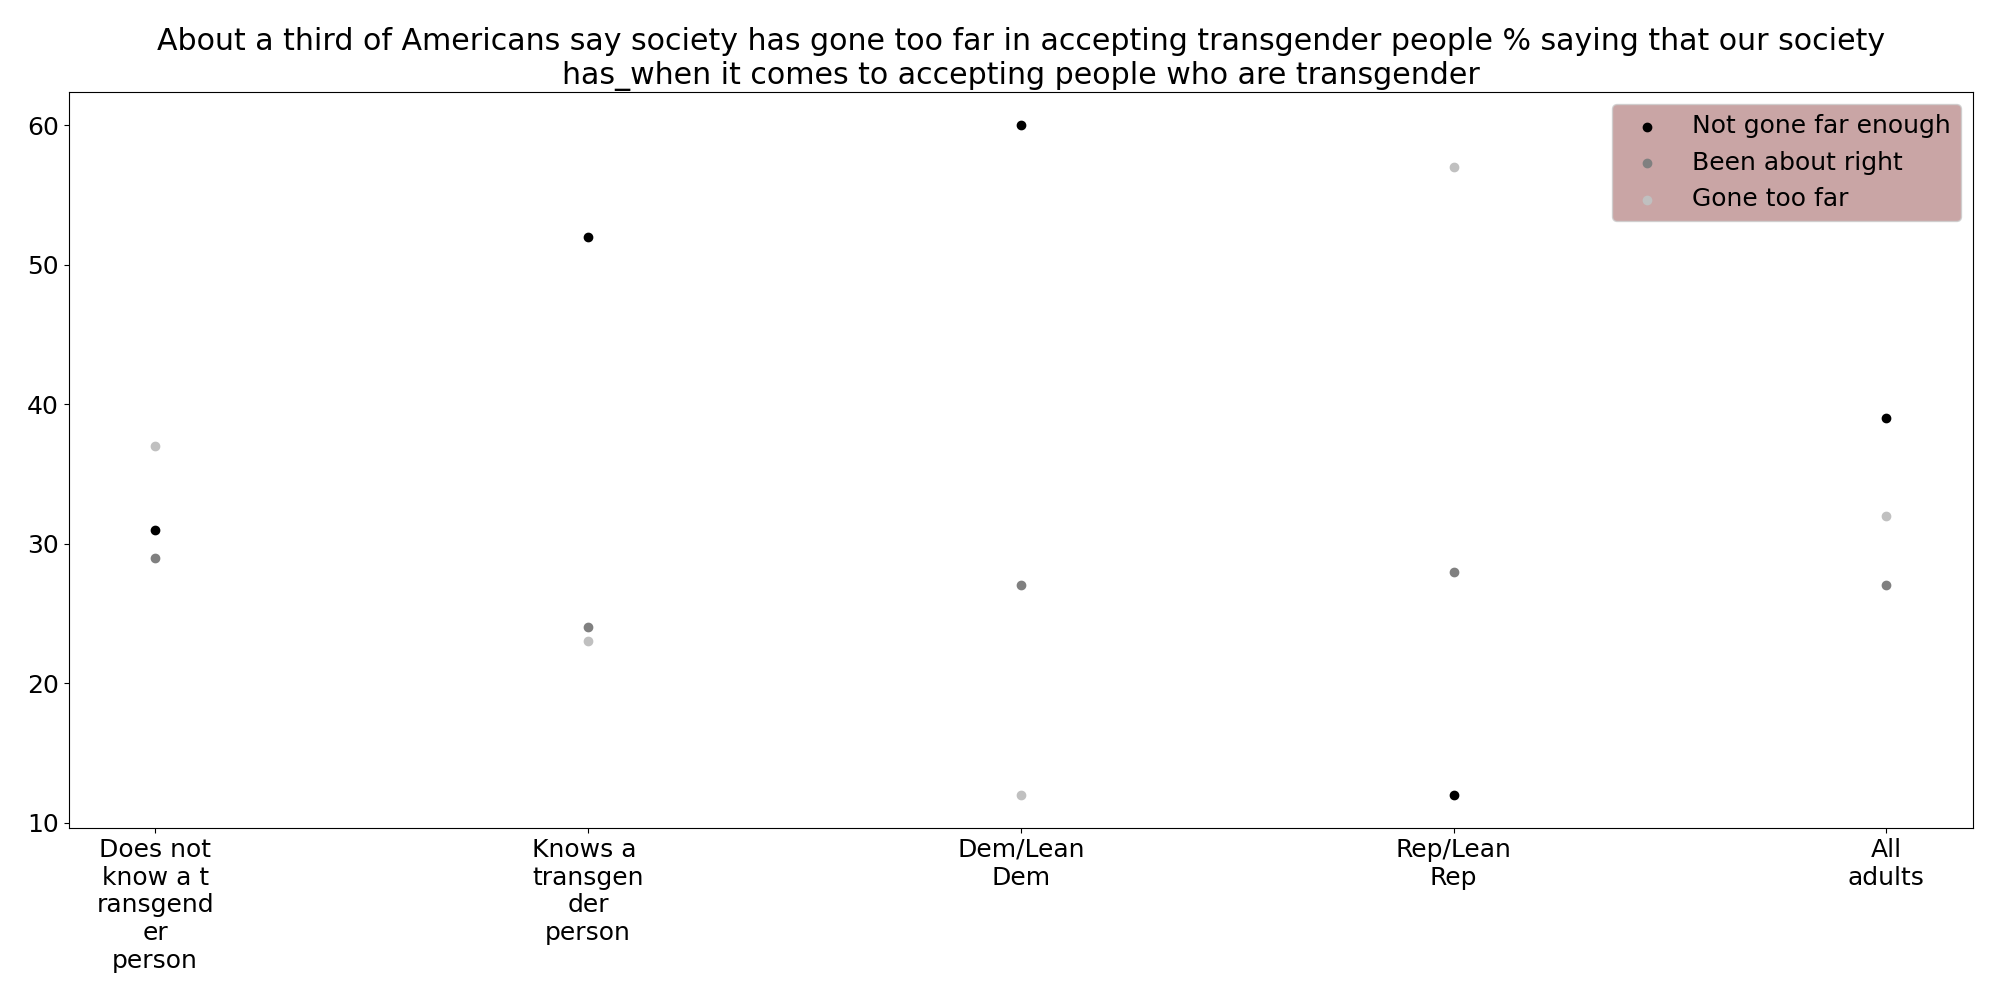 About a third of Americans say society has gone too far in accepting transgender people % saying that our society
has_when it comes to accepting people who are transgender
60
50
40
30
20
10
Not gone far enough
Been about right
Gone too far
Does not
know a t
ransgend
er
person
Knows a
transgen
der
person
Dem/Lean
Dem
Rep/Lean
Rep
All
adults